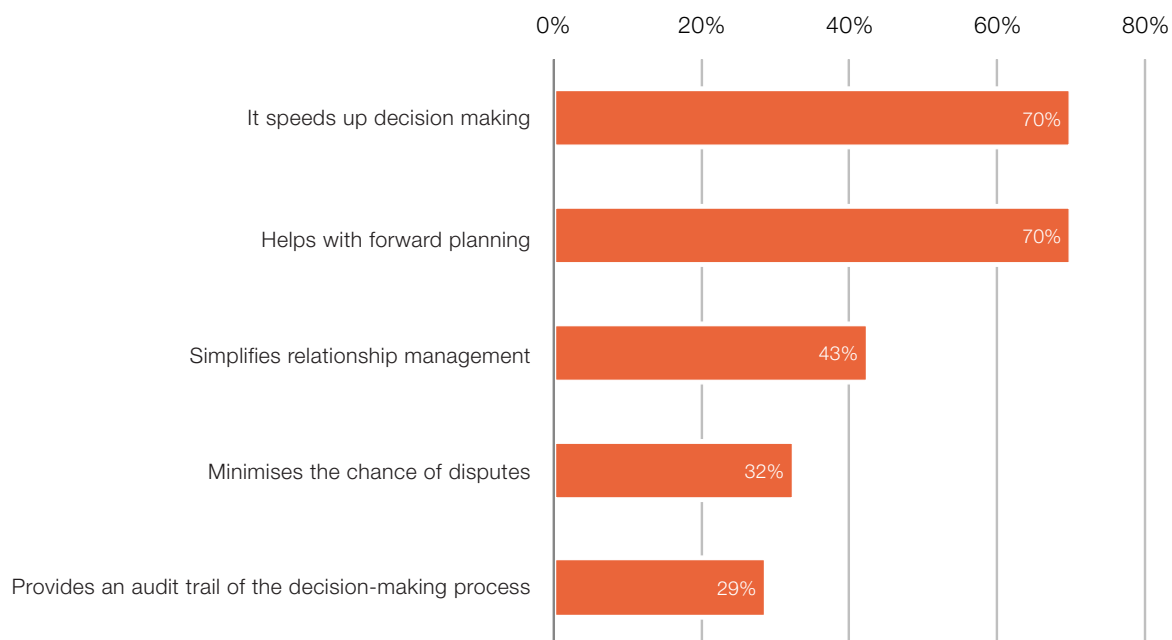 0% 20% 40% 60% 80%
It speeds up decision making 70%
Helps with forward planning 70%
Simplifies relationship management 43%
Minimises the chance of disputes 32%
Provides an audit trail of the decision-making process 29%